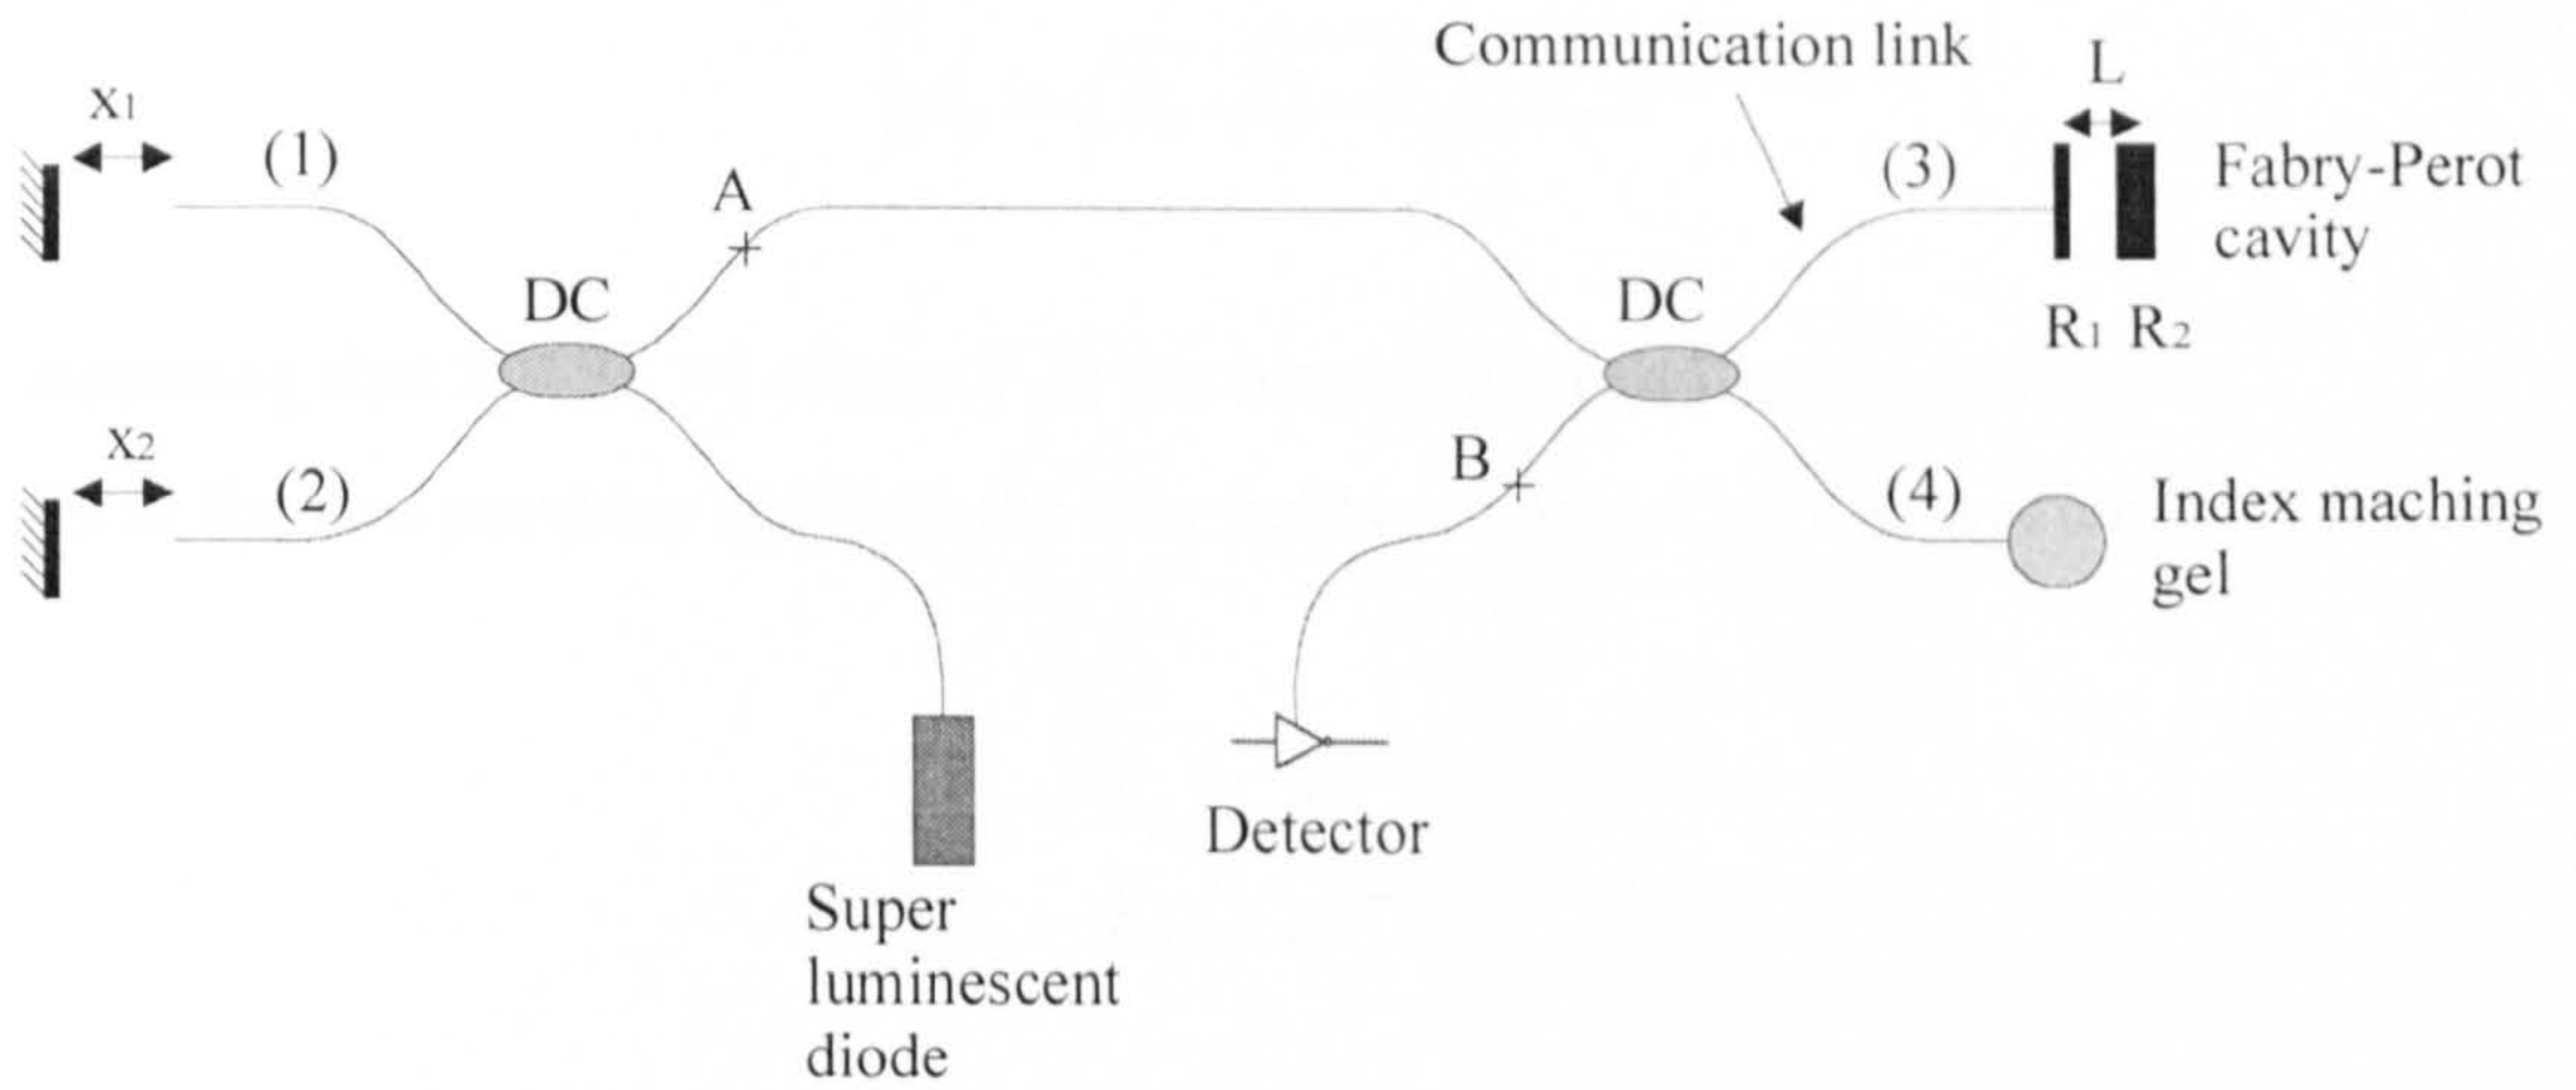 Communication link
L
X1
(1)
(3)
Fabry-Perot
cavity
A
DC
DC
R1 R2
X2
B
(2)
(4)
Index maching
gel
Detector
Super
luminescent
diode